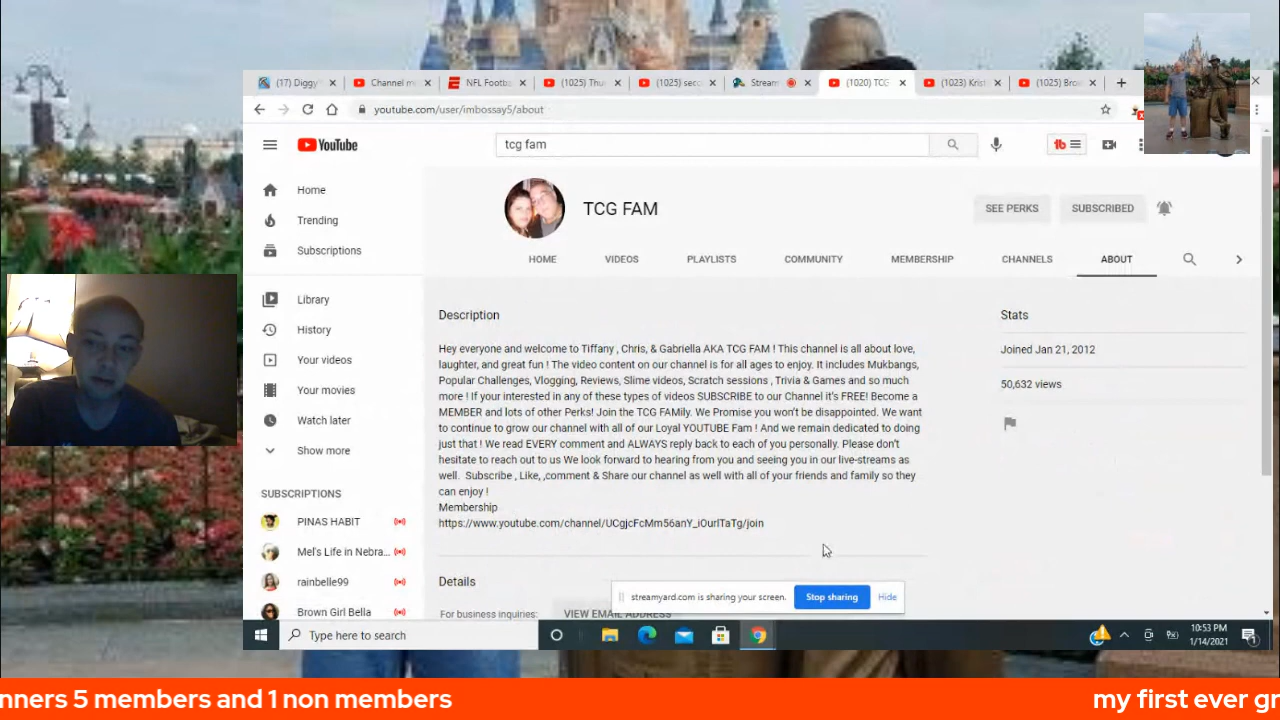 (17) Diggy
Channel m
NFL Footba
(1025) Thu
(1025) sec
Stream
(1020) TCG
(1023) Krist
(1025) Bro
youtube.com/user/imbossay5/about
YouTube
tcg fam
tb
Home
Trending
Subscriptions
Library
History
Your videos
Your movies
Watch later
Show more
SUBSCRIPTIONS
PINAS HABIT
Mel's Life in Nebra...
rainbelle99
Brown Girl Bella
TCG FAM
SEE PERKS
SUBSCRIBED
HOME VIDEOS PLAYLISTS COMMUNITY MEMBERSHIP CHANNELS ABOUT
Description
Hey everyone and welcome to Tiffany , Chris, & Gabriella AKA TCG FAM ! This channel is all about love,
laughter, and great fun ! The video content on our channel is for all ages to enjoy. It includes Mukbangs,
Popular Challenges, Vlogging, Reviews, Slime videos, Scratch sessions , Trivia & Games and so much
more ! If your interested in any of these types of videos SUBSCRIBE to our Channel it's FREE! Become a
MEMBER and lots of other Perks! Join the TCG FAMily. We Promise you won't be disappointed. We want
to continue to grow our channel with all of our Loyal YOUTUBE Fam ! And we remain dedicated to doing
just that ! We read EVERY comment and ALWAYS reply back to each of you personally. Please don't
hesitate to reach out to us We look forward to hearing from you and seeing you in our live-streams as
well. Subscribe , Like, ,comment & Share our channel as well with all of your friends and family so they
can enjoy !
Membership
https://www.youtube.com/channel/UCgjcFcMm56anY_iOurlTaTg/join
Stats
Joined Jan 21, 2012
50,632 views
Details
For business inquiries: VIEW EMAIL ADDRESS
streamyard.com is sharing your screen.
Stop sharing
Hide
Type here to search
10:53 PM
1/14/2021
nners 5 members and 1 non members
my first ever gr